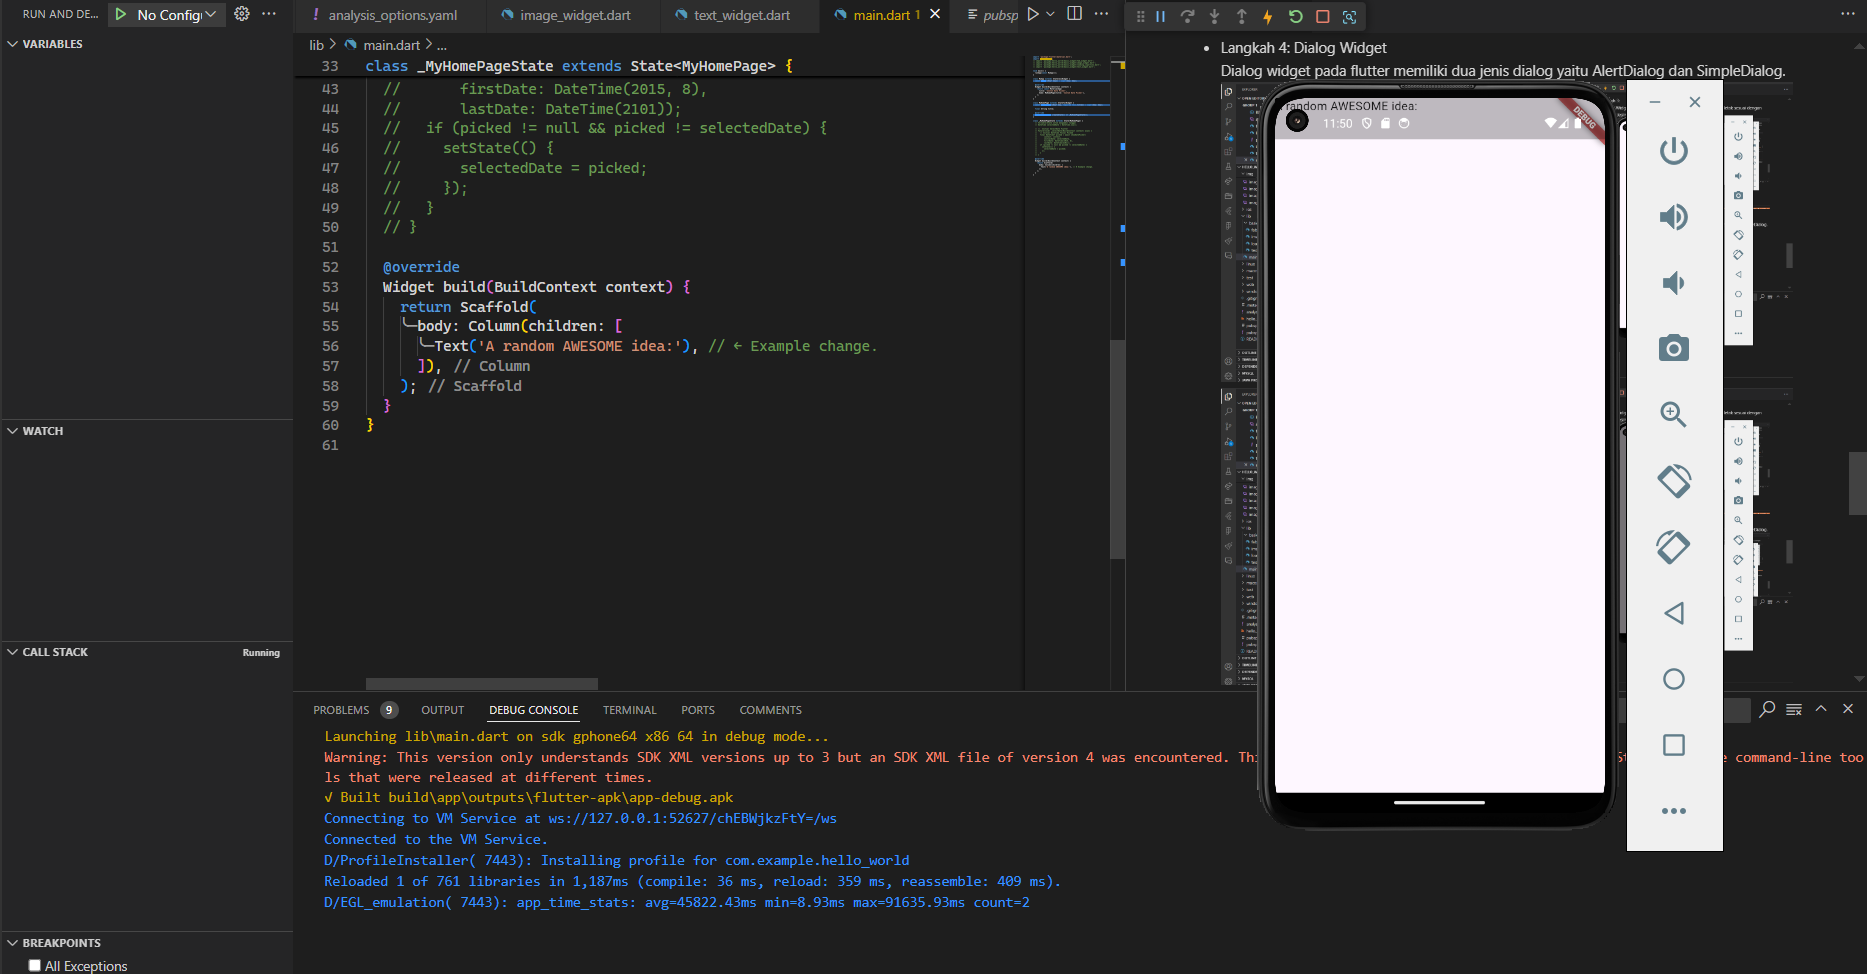 RUN AND DE... No Config
analysis_options.yaml image_widget.dart text_widget.dart main.dart 1 pubsp
VARIABLES
lib > main.dart > ...
33 class _MyHomePageState extends State<MyHomePage> {
43 // firstDate: DateTime(2015, 8),
44 // lastDate: DateTime(2101));
45 // if (picked != null && picked != selectedDate) {
46 // setState(() {
47 // selectedDate = picked;
48 // });
49 // }
50 // }
51
52 @override
53 Widget build(BuildContext context) {
54 return Scaffold(
55 body: Column(children: [
56 Text('A random AWESOME idea:'), // ← Example change.
57 ]), // Column
58 ); // Scaffold
59 }
60 }
61
WATCH
CALL STACK Running
BREAKPOINTS
All Exceptions
• Langkah 4: Dialog Widget
Dialog widget pada flutter memiliki dua jenis dialog yaitu AlertDialog dan SimpleDialog.
random AWESOME idea:
11:50
DEBUG
PROBLEMS 9 OUTPUT DEBUG CONSOLE TERMINAL PORTS COMMENTS
Launching lib\main.dart on sdk gphone64 x86 64 in debug mode...
Warning: This version only understands SDK XML versions up to 3 but an SDK XML file of version 4 was encountered. Thi command-line too
ls that were released at different times.
√ Built build\app\outputs\flutter-apk\app-debug.apk
Connecting to VM Service at ws://127.0.0.1:52627/chEBWjkzFtY=/ws
Connected to the VM Service.
D/ProfileInstaller( 7443): Installing profile for com.example.hello_world
Reloaded 1 of 761 libraries in 1,187ms (compile: 36 ms, reload: 359 ms, reassemble: 409 ms).
D/EGL_emulation( 7443): app_time_stats: avg=45822.43ms min=8.93ms max=91635.93ms count=2